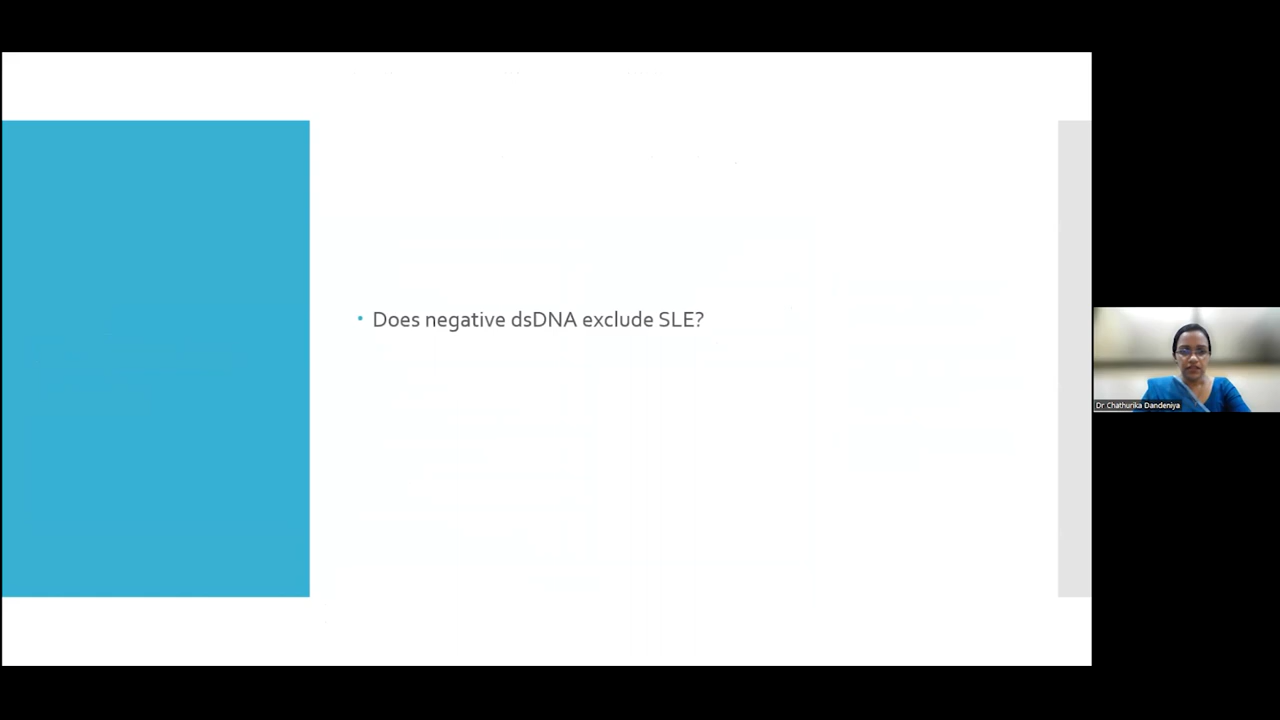 • Does negative dsDNA exclude SLE?
Dr Chathurika Dandeniya